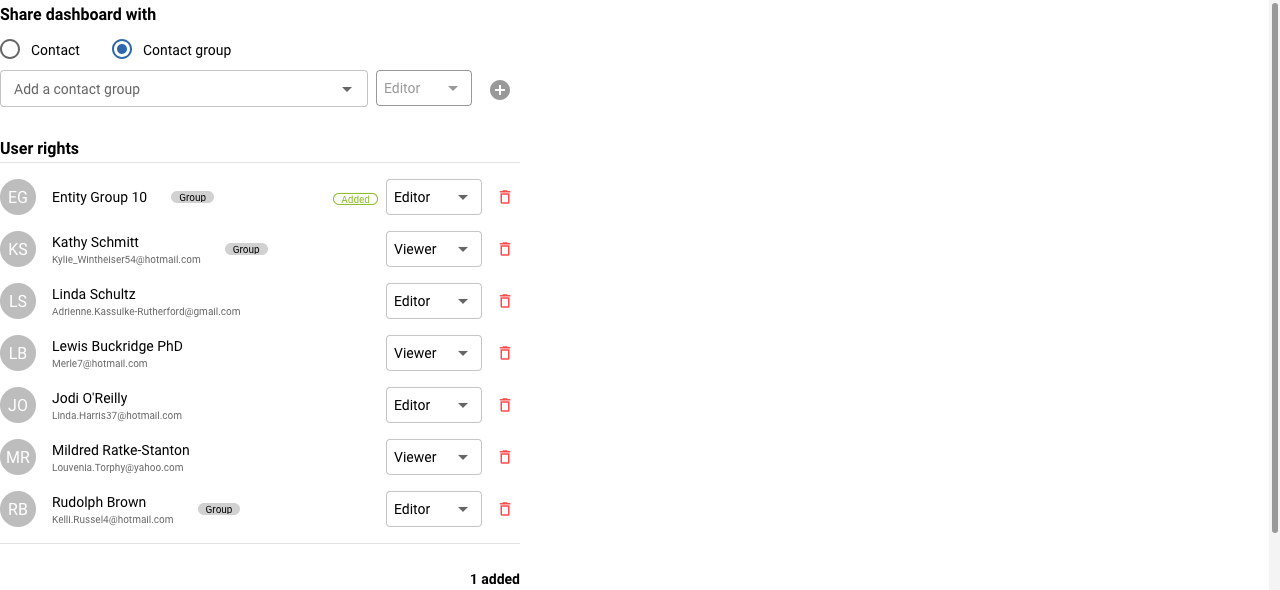 Share dashboard with
Contact
Contact group
Add a contact group
Editor
User rights
EG Entity Group 10 Group Added Editor
KS Kathy Schmitt Group Viewer
Kylie_Wintheiser54@hotmail.com
LS Linda Schultz Editor
Adrienne.Kassulke-Rutherford@gmail.com
LB Lewis Buckridge PhD Viewer
Merle7@hotmail.com
JO Jodi O'Reilly Editor
Linda.Harris37@hotmail.com
MR Mildred Ratke-Stanton Viewer
Louvenia.Torphy@yahoo.com
RB Rudolph Brown Group Editor
Kelli.Russel4@hotmail.com
1 added